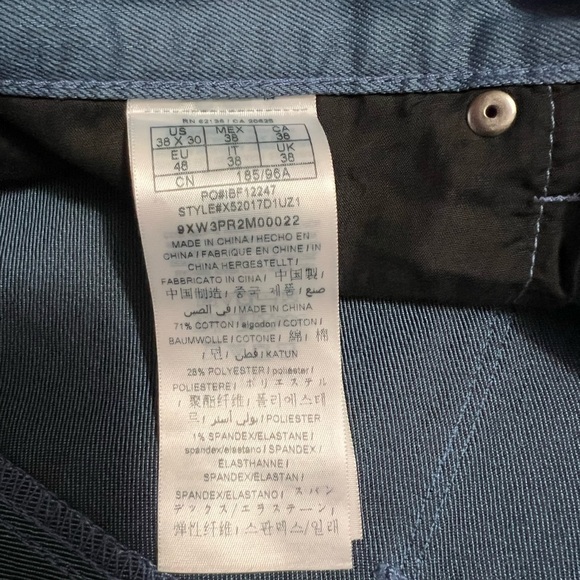 RN 62136 / CA 30635
US MEX CA
38 X 30 38 38
EU IT UK
48 38 38
CN 185/96A
PO#IBF12247
STYLE#X52017D1UZ1
9XW3PR2M00022
MADE IN CHINA / HECHO EN
CHINA / FABRIQUE EN CHINE / IN
CHINA HERGESTELLT /
FABBRICATO IN CINA / 中国製 /
中国制造 / 중국 제품 / صنع
في الصين / MADE IN CHINA
71% COTTON / algodon / COTON /
BAUMWOLLE / COTONE / 綿 / 棉
/ 면 / قطن / KATUN
28% POLYESTER / poliéster /
POLIESTERE / ポリエステル
/ 聚酯纤维 / 폴리에스테
르 / بولي أستر / POLIESTER
1% SPANDEX/ELASTANE /
spandex/elastano / SPANDEX /
ELASTHANNE /
SPANDEX/ELASTAN /
SPANDEX/ELASTANO / スパン
デックス/エラステーン /
弹性纤维 / 스판덱스/일래